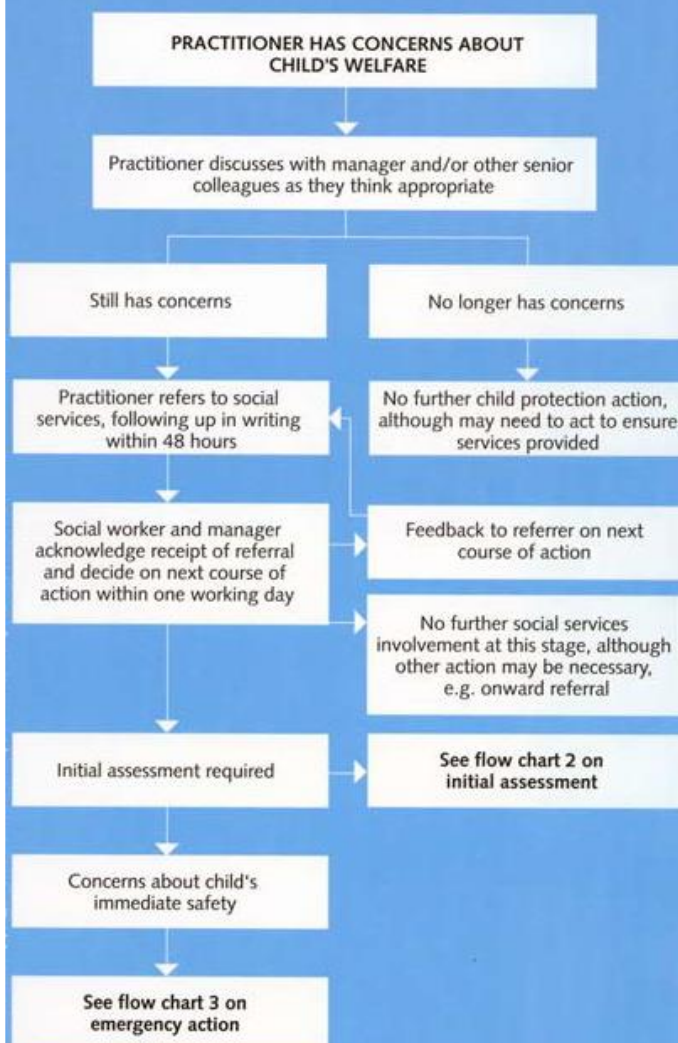 PRACTITIONER HAS CONCERNS ABOUT
CHILD'S WELFARE
Practitioner discusses with manager and/or other senior
colleagues as they think appropriate
Still has concerns
No longer has concerns
Practitioner refers to social
services, following up in writing
within 48 hours
No further child protection action,
although may need to act to ensure
services provided
Social worker and manager
acknowledge receipt of referral
and decide on next course of
action within one working day
Feedback to referrer on next
course of action
No further social services
involvement at this stage, although
other action may be necessary,
e.g. onward referral
Initial assessment required
See flow chart 2 on
initial assessment
Concerns about child's
immediate safety
See flow chart 3 on
emergency action